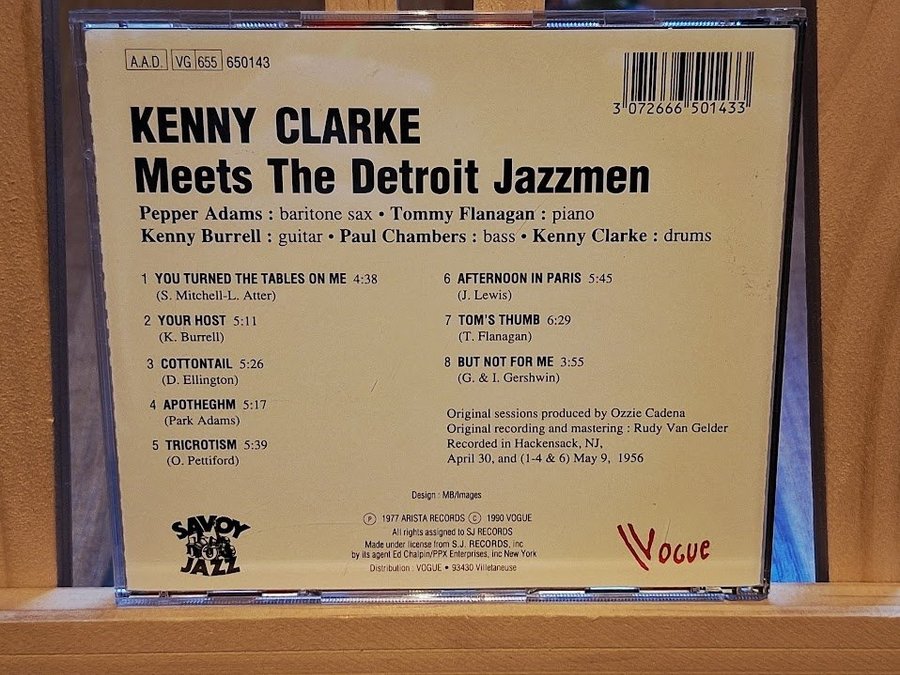 A.A.D. VG 655 650143
3 072666 501433
KENNY CLARKE
Meets The Detroit Jazzmen
Pepper Adams : baritone sax • Tommy Flanagan : piano
Kenny Burrell : guitar • Paul Chambers : bass • Kenny Clarke : drums
1 YOU TURNED THE TABLES ON ME 4:38
(S. Mitchell-L. Atter)
2 YOUR HOST 5:11
(K. Burrell)
3 COTTONTAIL 5:26
(D. Ellington)
4 APOTHEGHM 5:17
(Park Adams)
5 TRICROTISM 5:39
(O. Pettiford)
6 AFTERNOON IN PARIS 5:45
(J. Lewis)
7 TOM'S THUMB 6:29
(T. Flanagan)
8 BUT NOT FOR ME 3:55
(G. & I. Gershwin)
Original sessions produced by Ozzie Cadena
Original recording and mastering : Rudy Van Gelder
Recorded in Hackensack, NJ,
April 30, and (1-4 & 6) May 9, 1956
Design : MB/Images
℗ 1977 ARISTA RECORDS © 1990 VOGUE
All rights assigned to SJ RECORDS
Made under license from S.J. RECORDS, inc
by its agent Ed Chalpin/PPX Enterprises, inc New York
Distribution : VOGUE • 93430 Villetaneuse
SAVOY
JAZZ
VOGUE